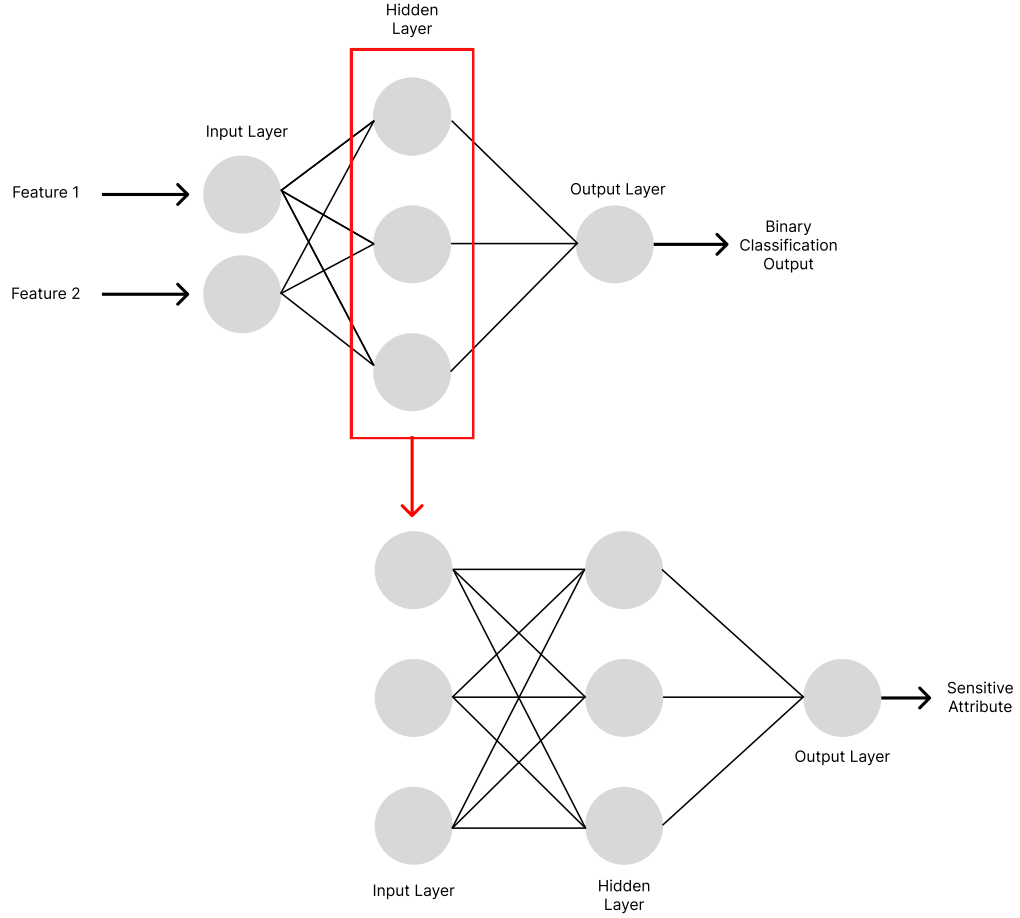 Hidden
Layer
Input Layer
Feature 1
Output Layer
Binary
Classification
Output
Feature 2
Sensitive
Attribute
Output Layer
Input Layer
Hidden
Layer